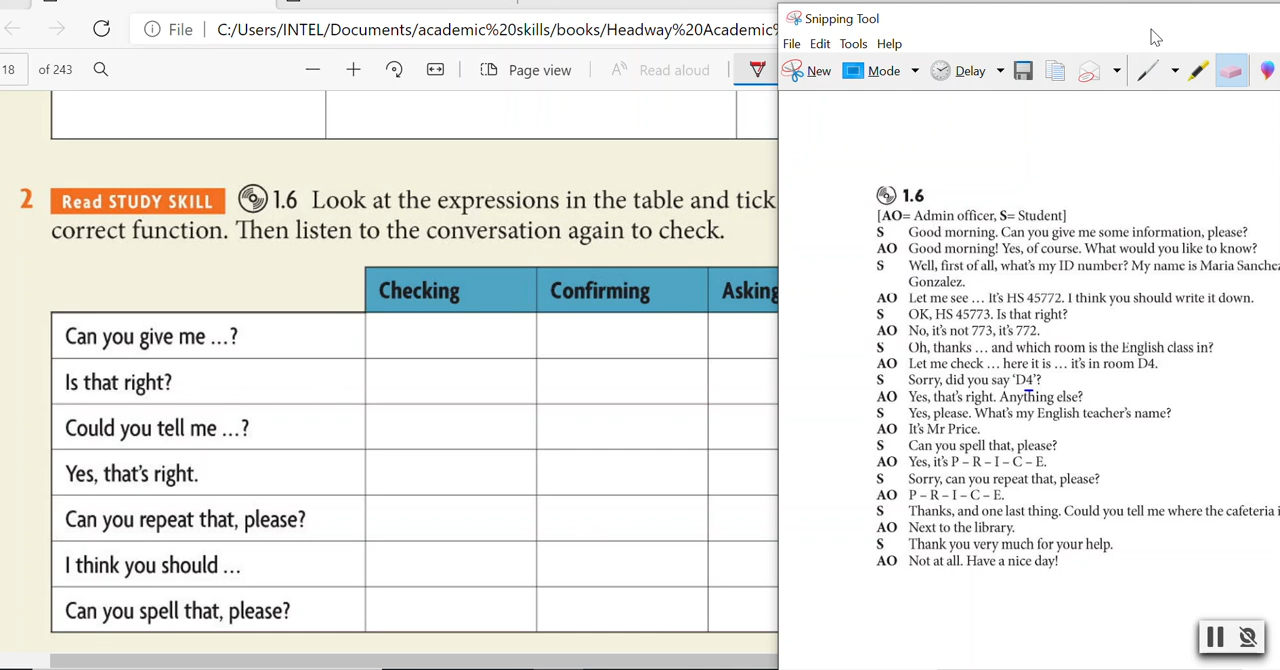 File C:/Users/INTEL/Documents/academic%20skills/books/Headway%20Academic%
18 of 243 Page view Read aloud
2 Read STUDY SKILL 1.6 Look at the expressions in the table and tick
correct function. Then listen to the conversation again to check.
Checking Confirming Asking
Can you give me ...?
Is that right?
Could you tell me ...?
Yes, that's right.
Can you repeat that, please?
I think you should ...
Can you spell that, please?
Snipping Tool
File Edit Tools Help
New Mode Delay
1.6
[AO= Admin officer, S= Student]
S Good morning. Can you give me some information, please?
AO Good morning! Yes, of course. What would you like to know?
S Well, first of all, what's my ID number? My name is Maria Sanchez
Gonzalez.
AO Let me see ... It's HS 45772. I think you should write it down.
S OK, HS 45773. Is that right?
AO No, it's not 773, it's 772.
S Oh, thanks ... and which room is the English class in?
AO Let me check ... here it is ... it's in room D4.
S Sorry, did you say 'D4'?
AO Yes, that's right. Anything else?
S Yes, please. What's my English teacher's name?
AO It's Mr Price.
S Can you spell that, please?
AO Yes, it's P – R – I – C – E.
S Sorry, can you repeat that, please?
AO P – R – I – C – E.
S Thanks, and one last thing. Could you tell me where the cafeteria i
AO Next to the library.
S Thank you very much for your help.
AO Not at all. Have a nice day!